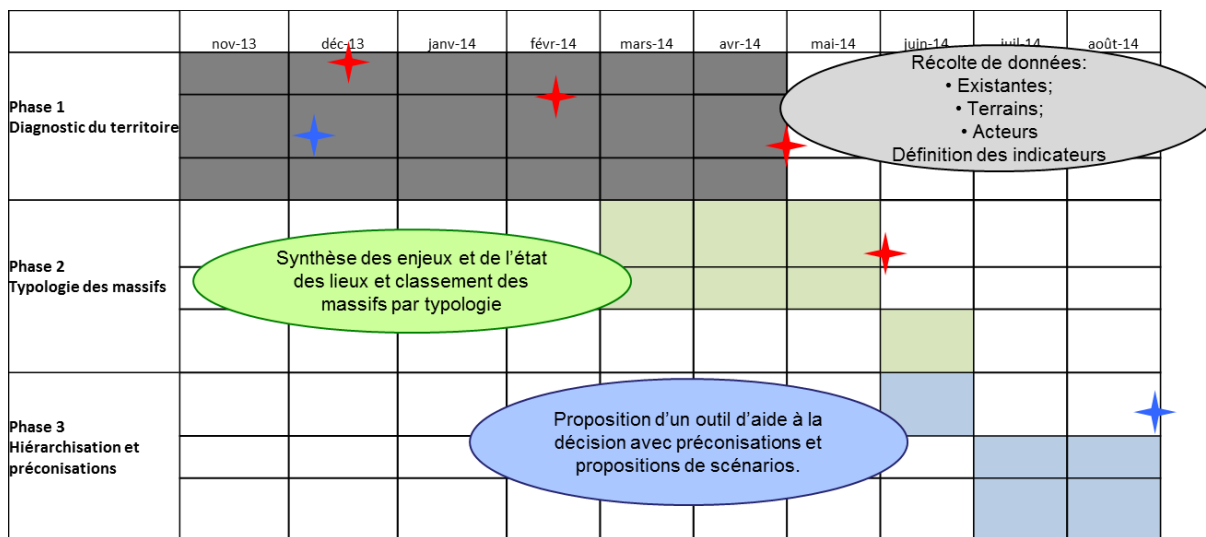 nov-13 déc-13 janv-14 févr-14 mars-14 avr-14 mai-14 juin-14 juil-14 août-14
Phase 1
Diagnostic du territoire
Récolte de données:
• Existantes;
• Terrains;
• Acteurs
Définition des indicateurs
Phase 2
Typologie des massifs
Synthèse des enjeux et de l’état
des lieux et classement des
massifs par typologie
Phase 3
Hiérarchisation et
préconisations
Proposition d’un outil d’aide à la
décision avec préconisations et
propositions de scénarios.